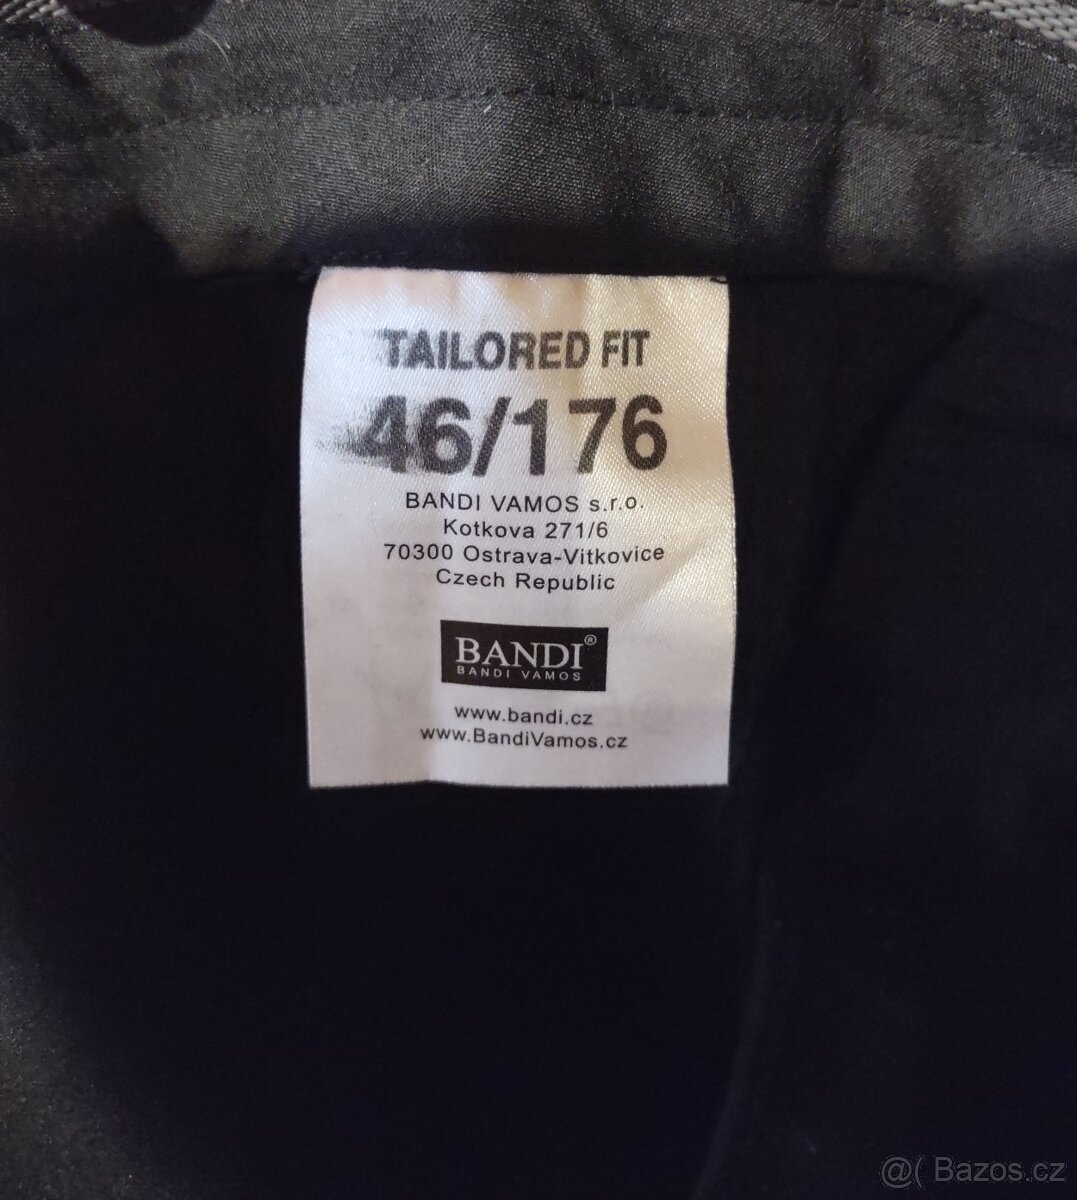 TAILORED FIT
46/176
BANDI VAMOS s.r.o.
Kotkova 271/6
70300 Ostrava-Vitkovice
Czech Republic
BANDI®
BANDI VAMOS
www.bandi.cz
www.BandiVamos.cz
@( Bazos.cz